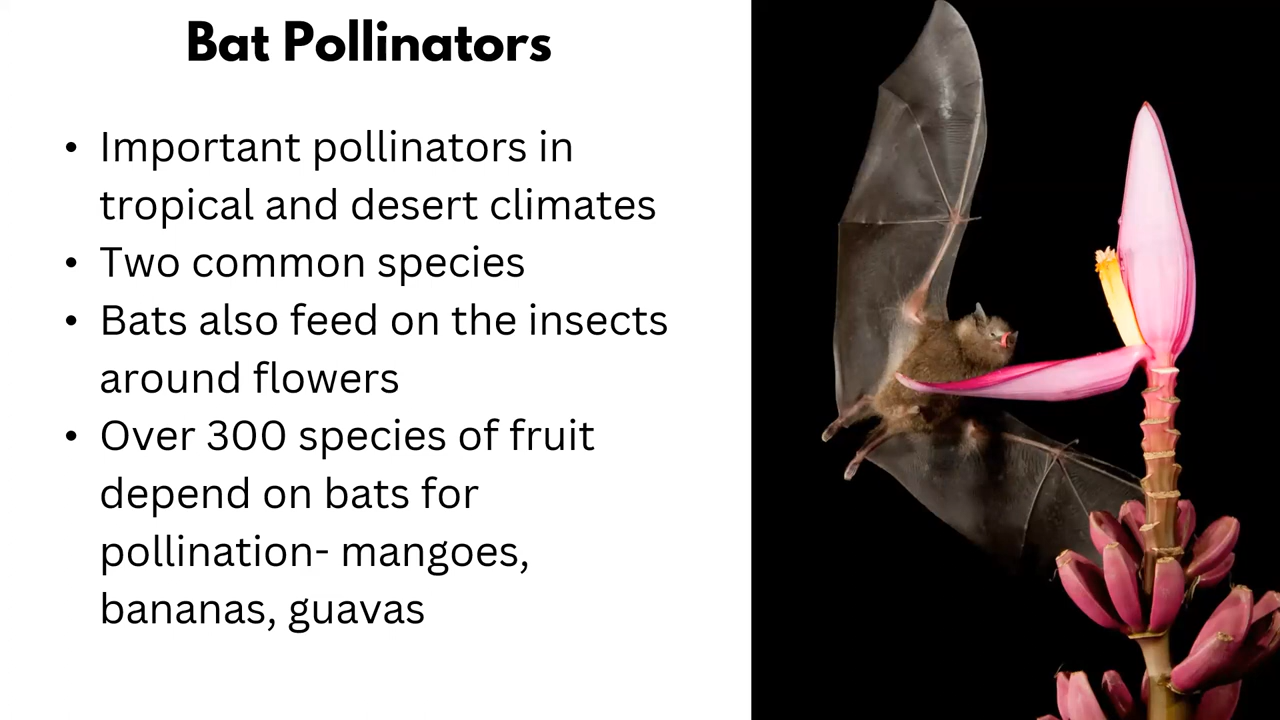 Bat Pollinators
• Important pollinators in
tropical and desert climates
• Two common species
• Bats also feed on the insects
around flowers
• Over 300 species of fruit
depend on bats for
pollination- mangoes,
bananas, guavas